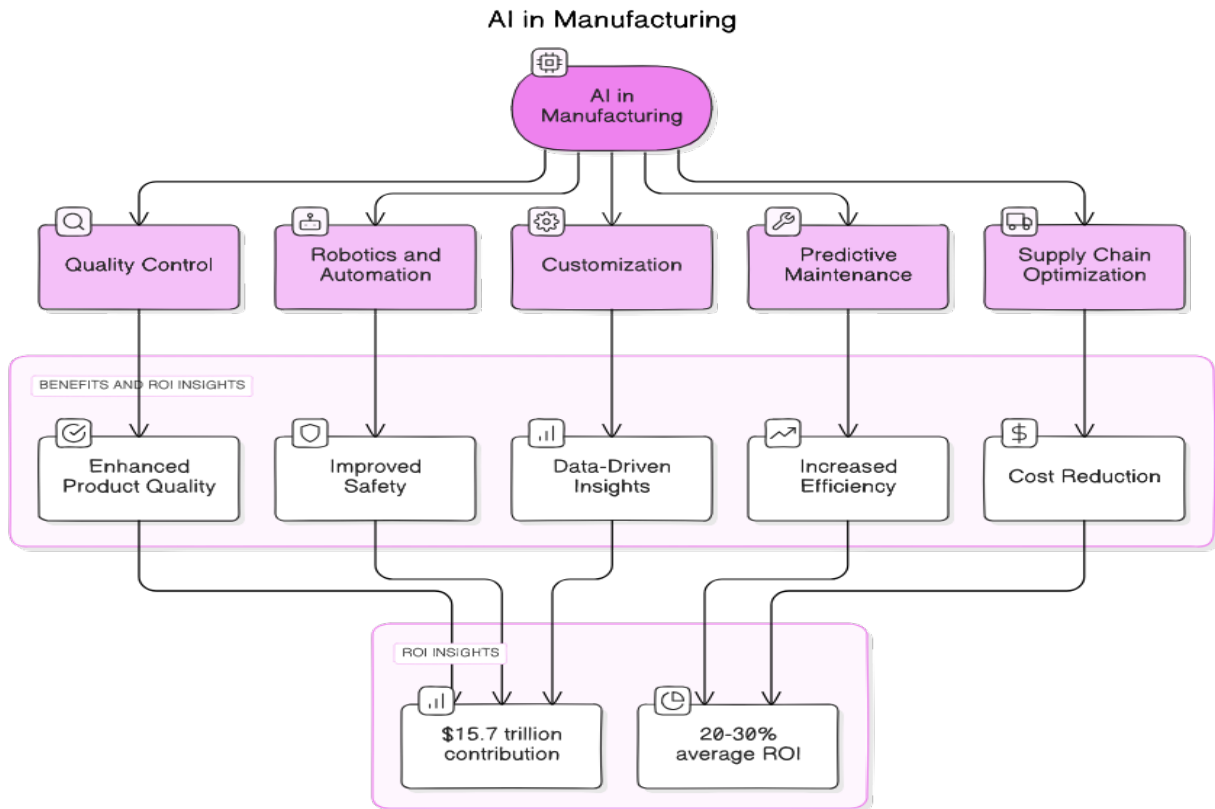 AI in Manufacturing
AI in
Manufacturing
Quality Control
Robotics and
Automation
Customization
Predictive
Maintenance
Supply Chain
Optimization
BENEFITS AND ROI INSIGHTS
Enhanced
Product Quality
Improved
Safety
Data-Driven
Insights
Increased
Efficiency
Cost Reduction
ROI INSIGHTS
$15.7 trillion
contribution
20-30%
average ROI